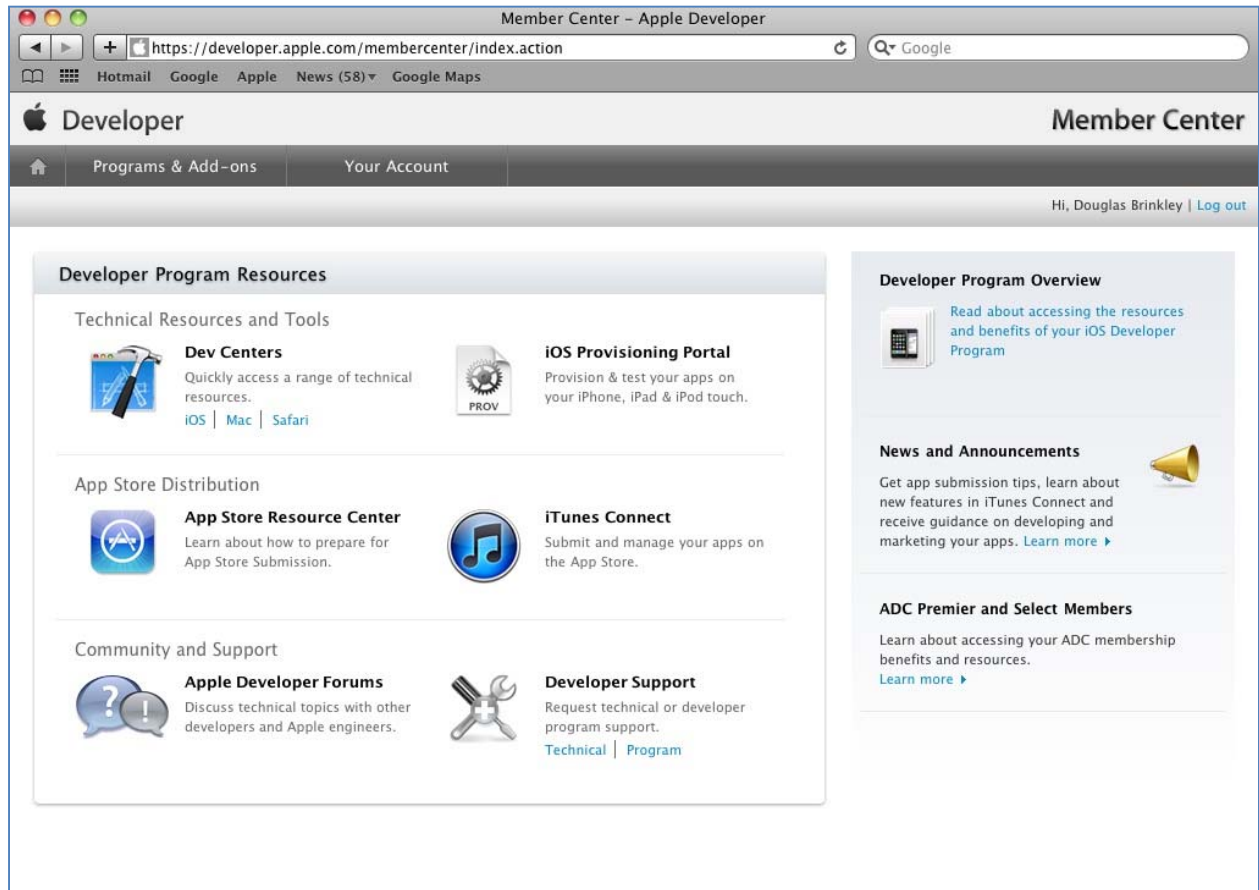 Member Center – Apple Developer
https://developer.apple.com/membercenter/index.action
Google
Hotmail Google Apple News (58) Google Maps
Developer
Member Center
Programs & Add-ons Your Account
Hi, Douglas Brinkley | Log out
Developer Program Resources
Technical Resources and Tools
Dev Centers
Quickly access a range of technical
resources.
iOS | Mac | Safari
PROV
iOS Provisioning Portal
Provision & test your apps on
your iPhone, iPad & iPod touch.
App Store Distribution
App Store Resource Center
Learn about how to prepare for
App Store Submission.
iTunes Connect
Submit and manage your apps on
the App Store.
Community and Support
Apple Developer Forums
Discuss technical topics with other
developers and Apple engineers.
Developer Support
Request technical or developer
program support.
Technical | Program
Developer Program Overview
Read about accessing the resources
and benefits of your iOS Developer
Program
News and Announcements
Get app submission tips, learn about
new features in iTunes Connect and
receive guidance on developing and
marketing your apps. Learn more
ADC Premier and Select Members
Learn about accessing your ADC membership
benefits and resources.
Learn more